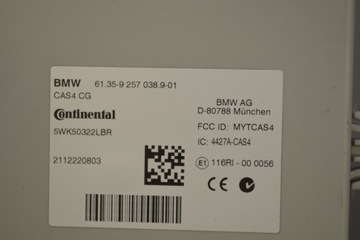 BMW 61.35-9 257 038.9-01
CAS4 CG
Continental
5WK50322LBR
2112220803
BMW AG
D-80788 München
FCC ID: MYTCAS4
IC: 4427A-CAS4
E1 116RI - 00 0056